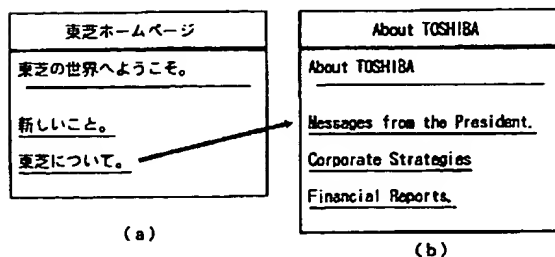 東芝ホームページ
東芝の世界へようこそ。
新しいこと。
東芝について。
(a)
About TOSHIBA
About TOSHIBA
Messages from the President.
Corporate Strategies
Financial Reports.
(b)